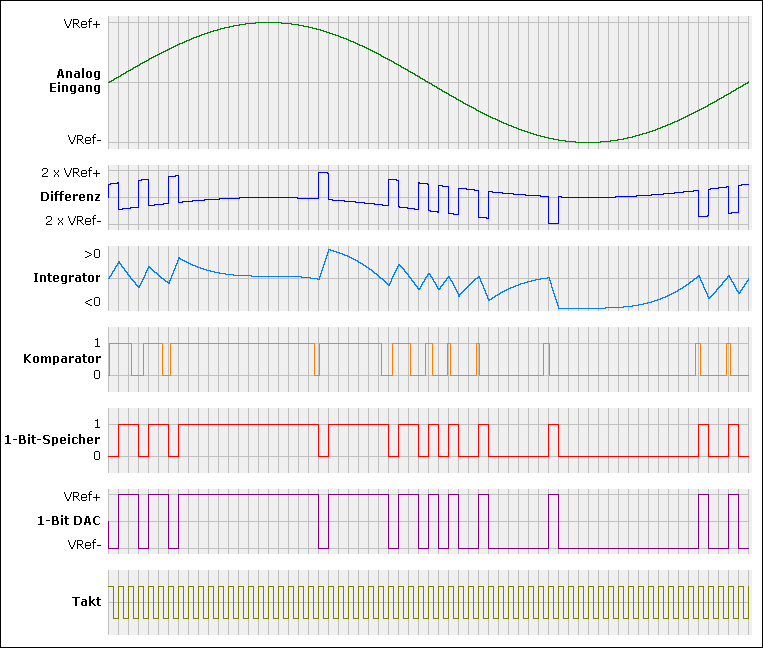 VRef+
Analog
Eingang
VRef-
2 x VRef+
Differenz
2 x VRef-
>0
Integrator
<0
1
Komparator
0
1
1-Bit-Speicher
0
VRef+
1-Bit DAC
VRef-
Takt